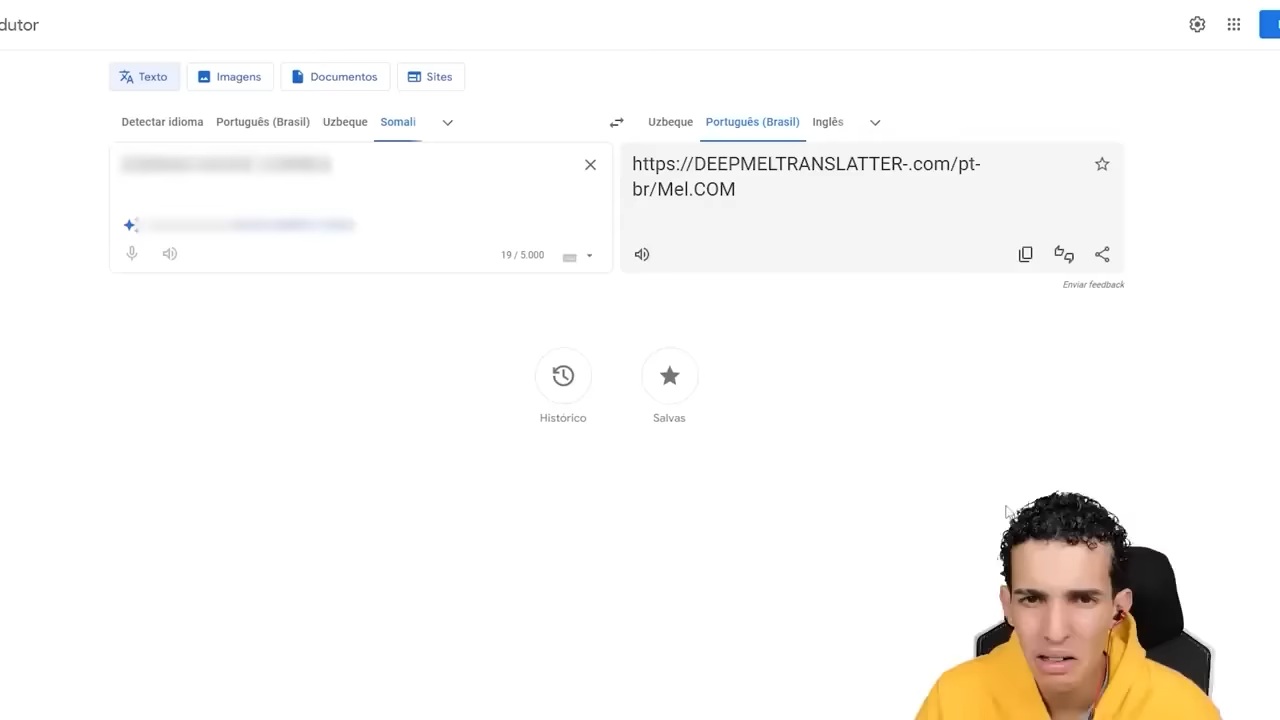 dutor
Texto
Imagens
Documentos
Sites
Detectar idioma
Português (Brasil)
Uzbeque
Somali
Uzbeque
Português (Brasil)
Inglês
https://DEEPMELTRANSLATTER-.com/pt-
br/Mel.COM
19 / 5.000
Enviar feedback
Histórico
Salvas